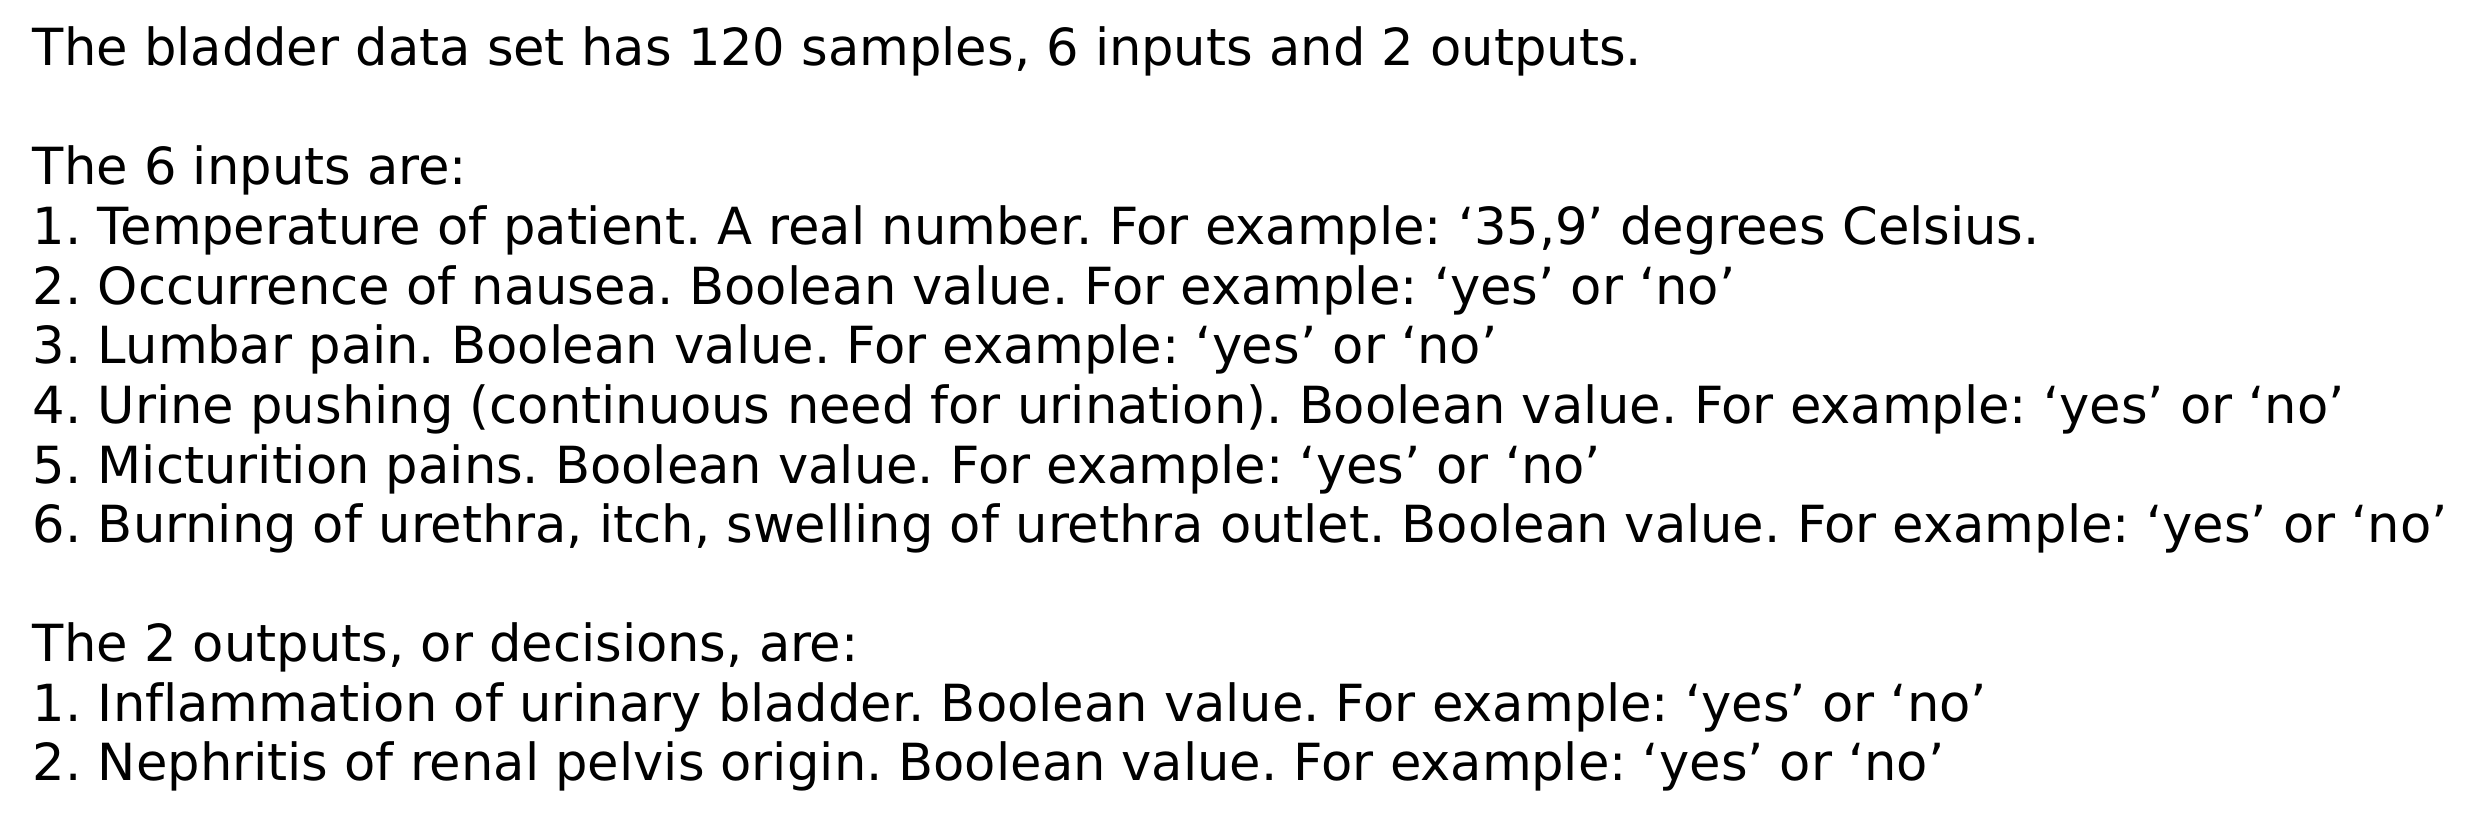 The bladder data set has 120 samples, 6 inputs and 2 outputs.
The 6 inputs are:
1. Temperature of patient. A real number. For example: ‘35,9’ degrees Celsius.
2. Occurrence of nausea. Boolean value. For example: ‘yes’ or ‘no’
3. Lumbar pain. Boolean value. For example: ‘yes’ or ‘no’
4. Urine pushing (continuous need for urination). Boolean value. For example: ‘yes’ or ‘no’
5. Micturition pains. Boolean value. For example: ‘yes’ or ‘no’
6. Burning of urethra, itch, swelling of urethra outlet. Boolean value. For example: ‘yes’ or ‘no’
The 2 outputs, or decisions, are:
1. Inflammation of urinary bladder. Boolean value. For example: ‘yes’ or ‘no’
2. Nephritis of renal pelvis origin. Boolean value. For example: ‘yes’ or ‘no’